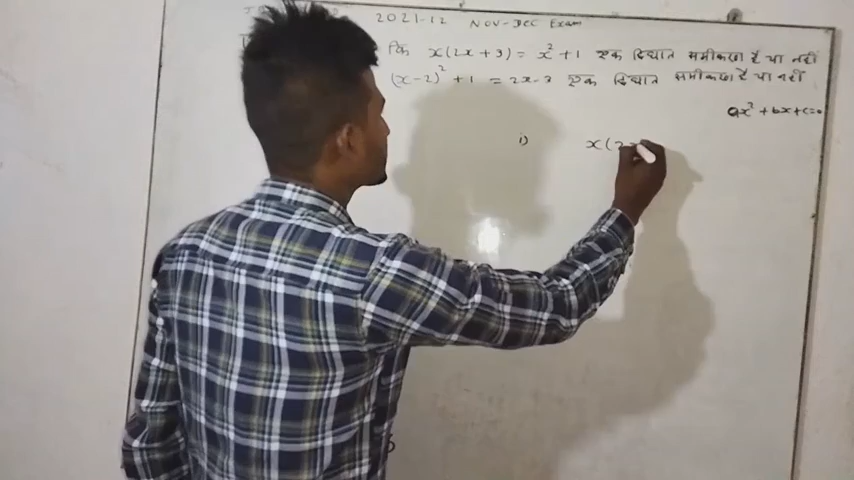 2021-12 NOV-DEC Exam
कि x(2x+3) = x²+1 एक द्विघात समीकरण है या नहीं
(x-2)²+1 = 2x-3 एक द्विघात समीकरण है या नहीं
ax²+bx+c=0
i) x(2